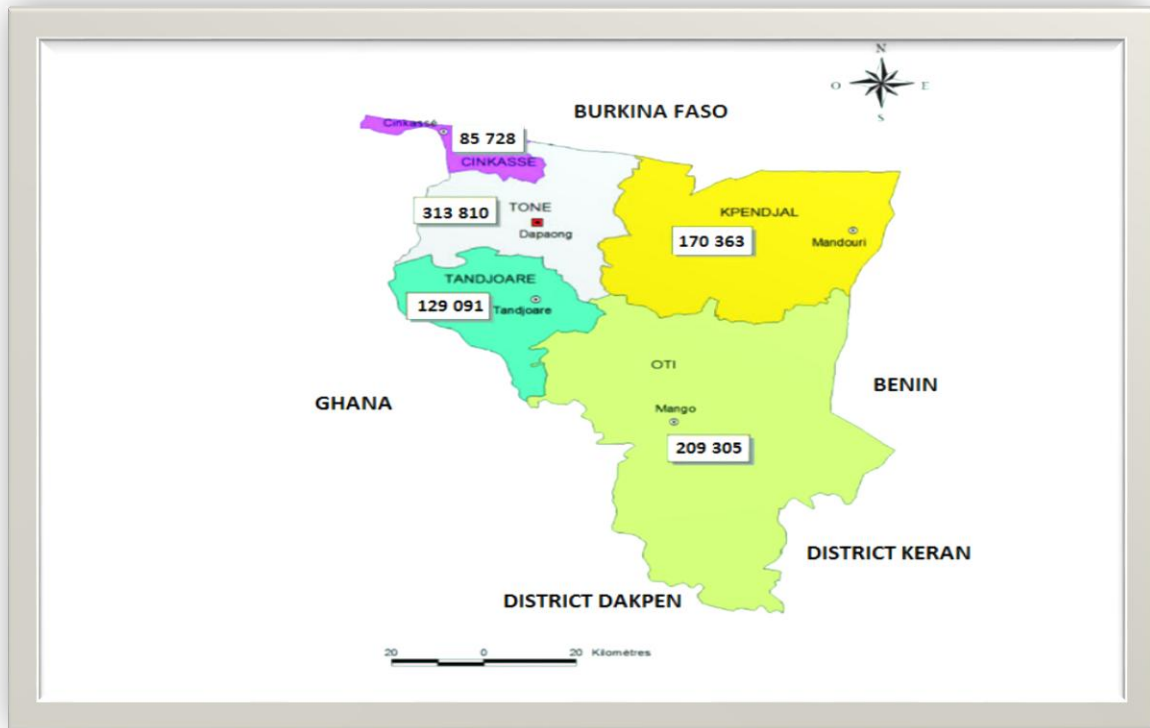 N
O E
S
BURKINA FASO
Cinkassé
85 728
CINKASSE
313 810
TONE
Dapaong
KPENDJAL
170 363
Mandouri
TANDJOARE
129 091
Tandjoare
OTI
BENIN
GHANA
Mango
209 305
DISTRICT KERAN
DISTRICT DAKPEN
20 0 20 Kilomètres